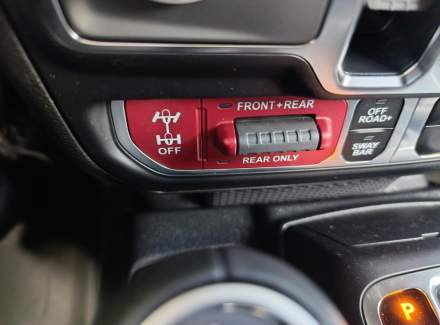 FRONT+REAR
OFF
REAR ONLY
OFF
ROAD+
SWAY
BAR
P